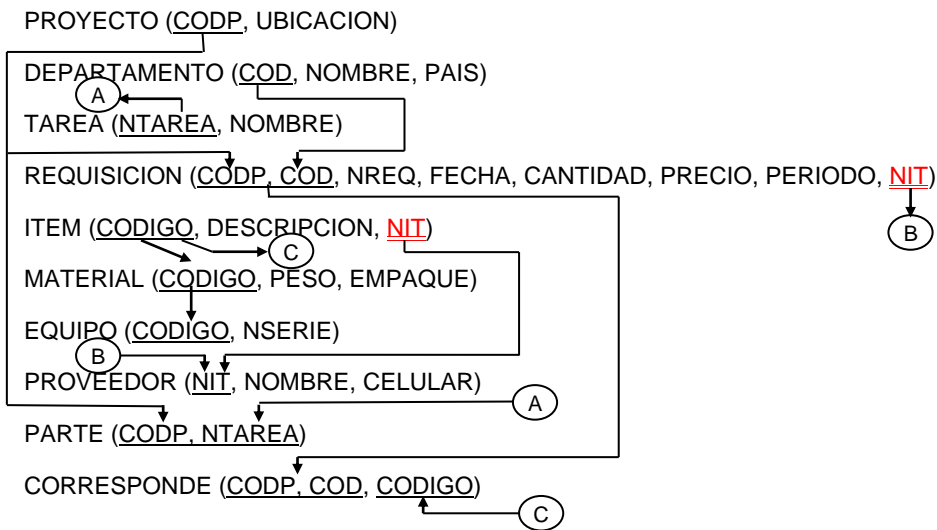 PROYECTO (CODP, UBICACION)
DEPARTAMENTO (COD, NOMBRE, PAIS)
A
TAREA (NTAREA, NOMBRE)
REQUISICION (CODP, COD, NREQ, FECHA, CANTIDAD, PRECIO, PERIODO, NIT)
ITEM (CODIGO, DESCRIPCION, NIT)
B
C
MATERIAL (CODIGO, PESO, EMPAQUE)
EQUIPO (CODIGO, NSERIE)
B
PROVEEDOR (NIT, NOMBRE, CELULAR)
A
PARTE (CODP, NTAREA)
CORRESPONDE (CODP, COD, CODIGO)
C